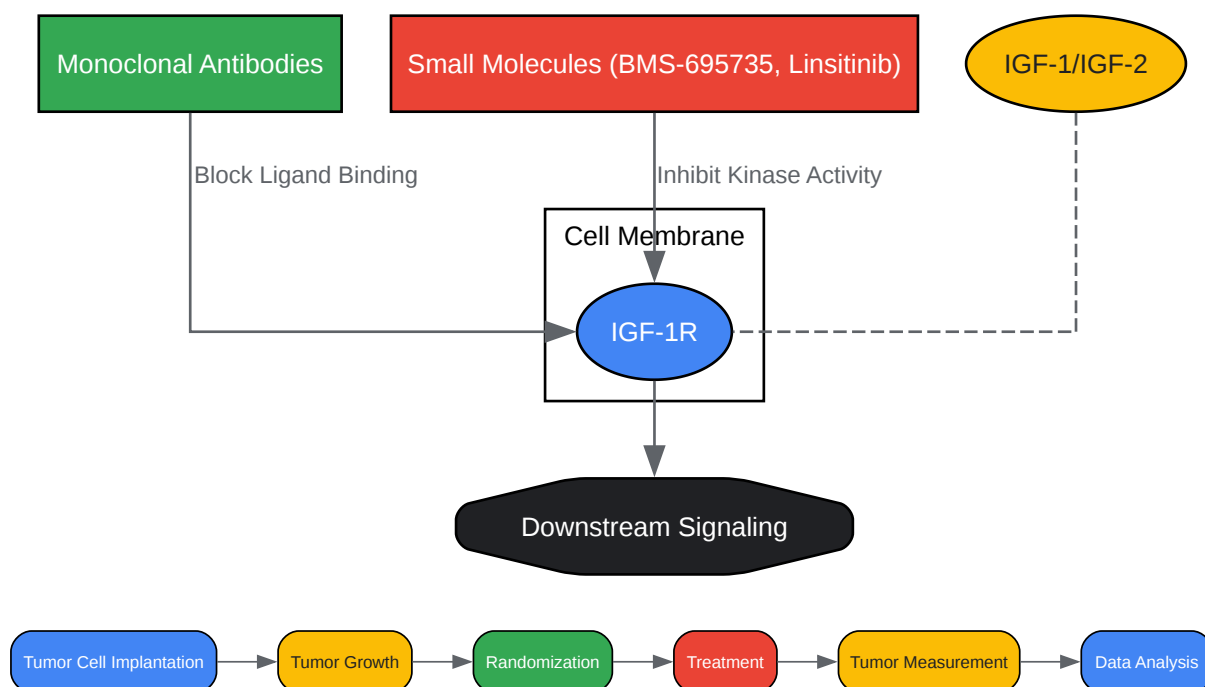 Monoclonal Antibodies
Small Molecules (BMS-695735, Linsitinib)
IGF-1/IGF-2
Block Ligand Binding
Inhibit Kinase Activity
Cell Membrane
IGF-1R
Downstream Signaling
Tumor Cell Implantation
Tumor Growth
Randomization
Treatment
Tumor Measurement
Data Analysis